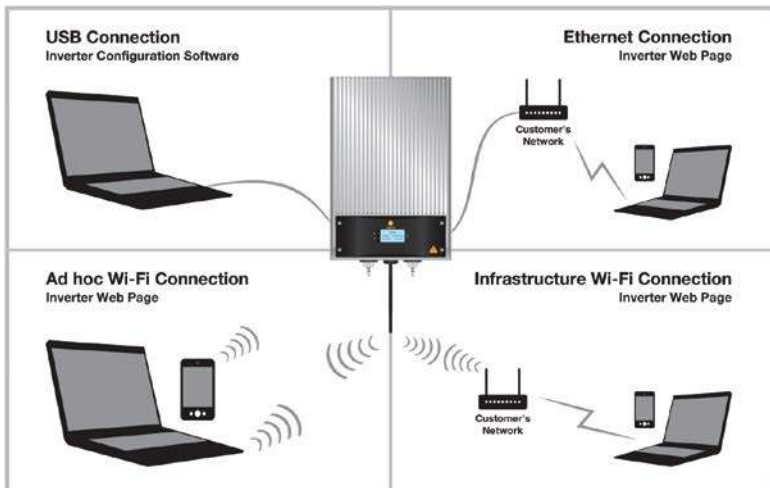 USB Connection
Inverter Configuration Software
Ethernet Connection
Inverter Web Page
Customer's
Network
Ad hoc Wi-Fi Connection
Inverter Web Page
Infrastructure Wi-Fi Connection
Inverter Web Page
Customer's
Network